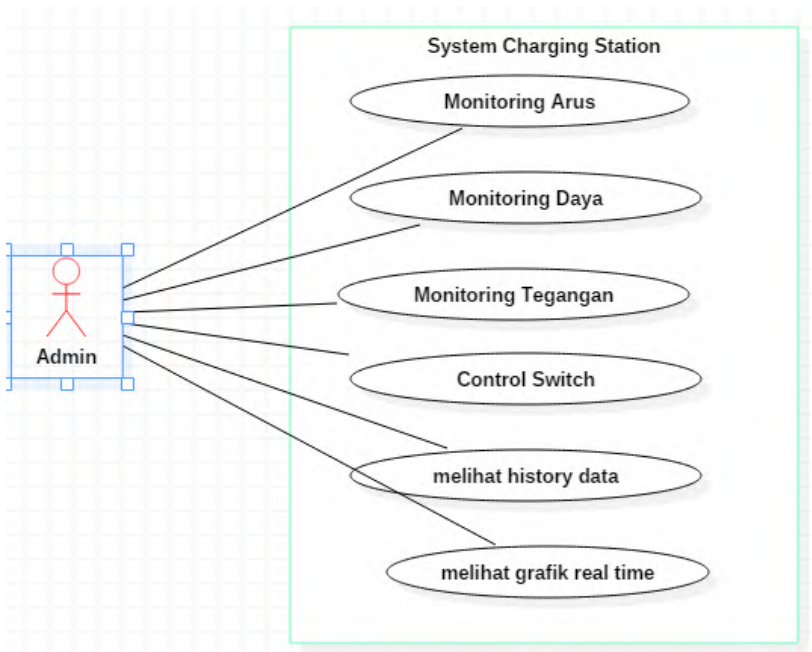 System Charging Station
Monitoring Arus
Monitoring Daya
Monitoring Tegangan
Admin
Control Switch
melihat history data
melihat grafik real time